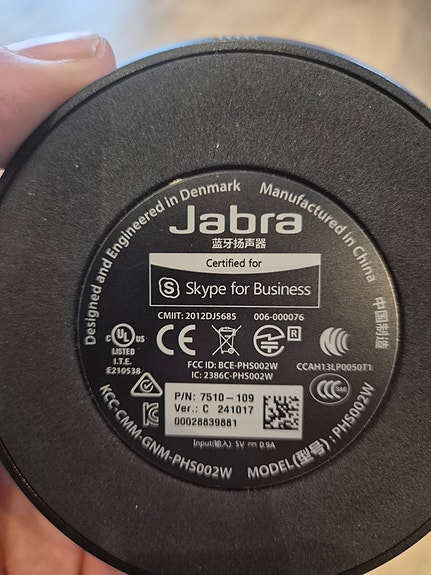 Designed and Engineered in Denmark
Manufactured in China 中国制造
Jabra
蓝牙扬声器
Certified for
Skype for Business
CMIIT: 2012DJ5685 006-000076
c UL US
LISTED
I.T.E.
E210538
CE
R
CCAH13LP0050T1
FCC ID: BCE-PHS002W
IC: 2386C-PHS002W
CCC S&E
P/N: 7510-109
Ver.: C 241017
00028839881
Input(输入): 5V ⎓ 0.9A
KCC-CMM-GNM-PHS002W
MODEL(型号): PHS002W